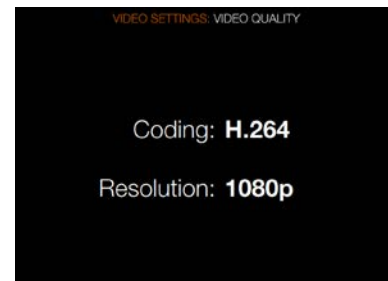 VIDEO SETTINGS: VIDEO QUALITY
Coding: H.264
Resolution: 1080p